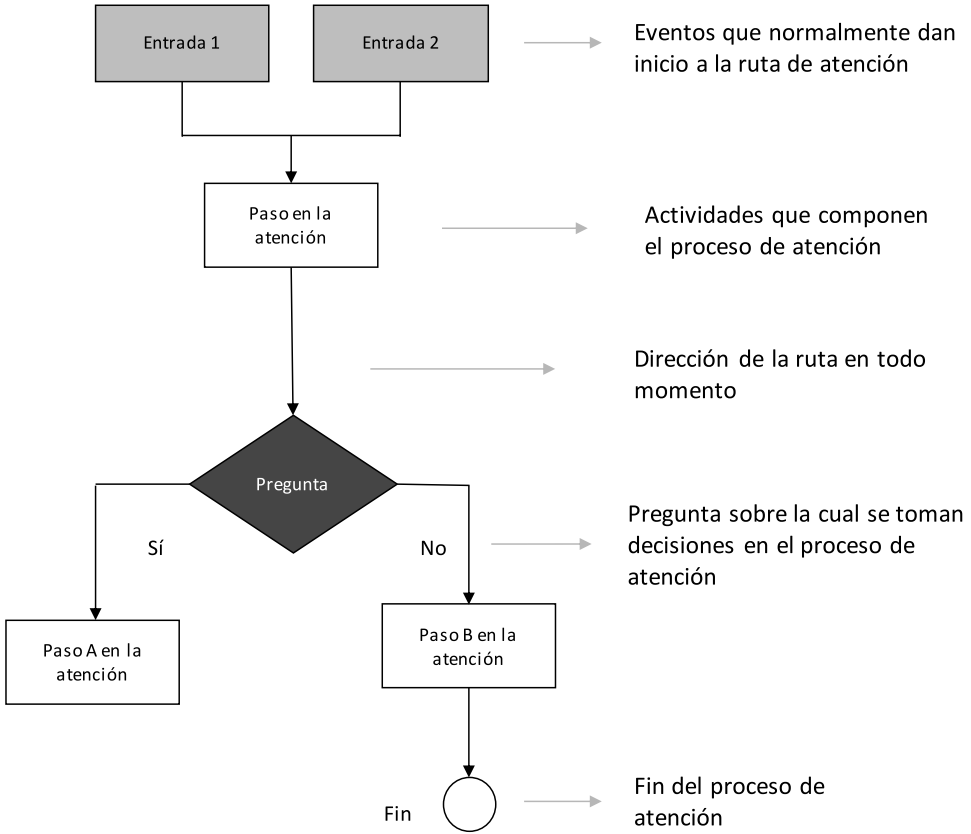 Entrada 1
Entrada 2
Eventos que normalmente dan
inicio a la ruta de atención
Paso en la
atención
Actividades que componen
el proceso de atención
Dirección de la ruta en todo
momento
Pregunta
Pregunta sobre la cual se toman
decisiones en el proceso de
atención
Sí
No
Paso A en la
atención
Paso B en la
atención
Fin
Fin del proceso de
atención